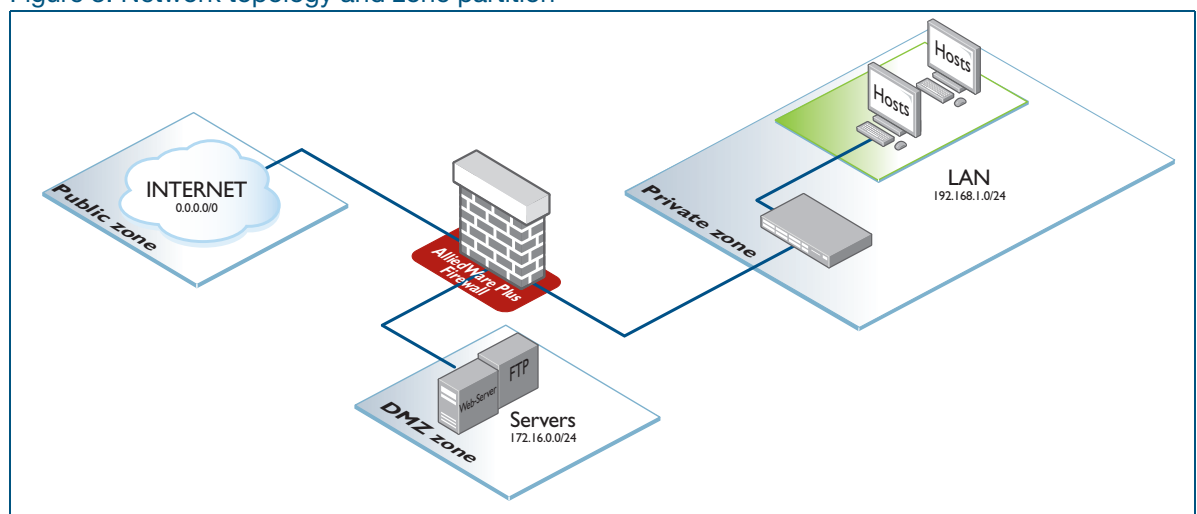 Figure 3: Network topology and zone partition
INTERNET
0.0.0.0/0
Public zone
AlliedWare Plus
Firewall
Hosts
Hosts
LAN
192.168.1.0/24
Private zone
Web-Server
FTP
Servers
172.16.0.0/24
DMZ zone